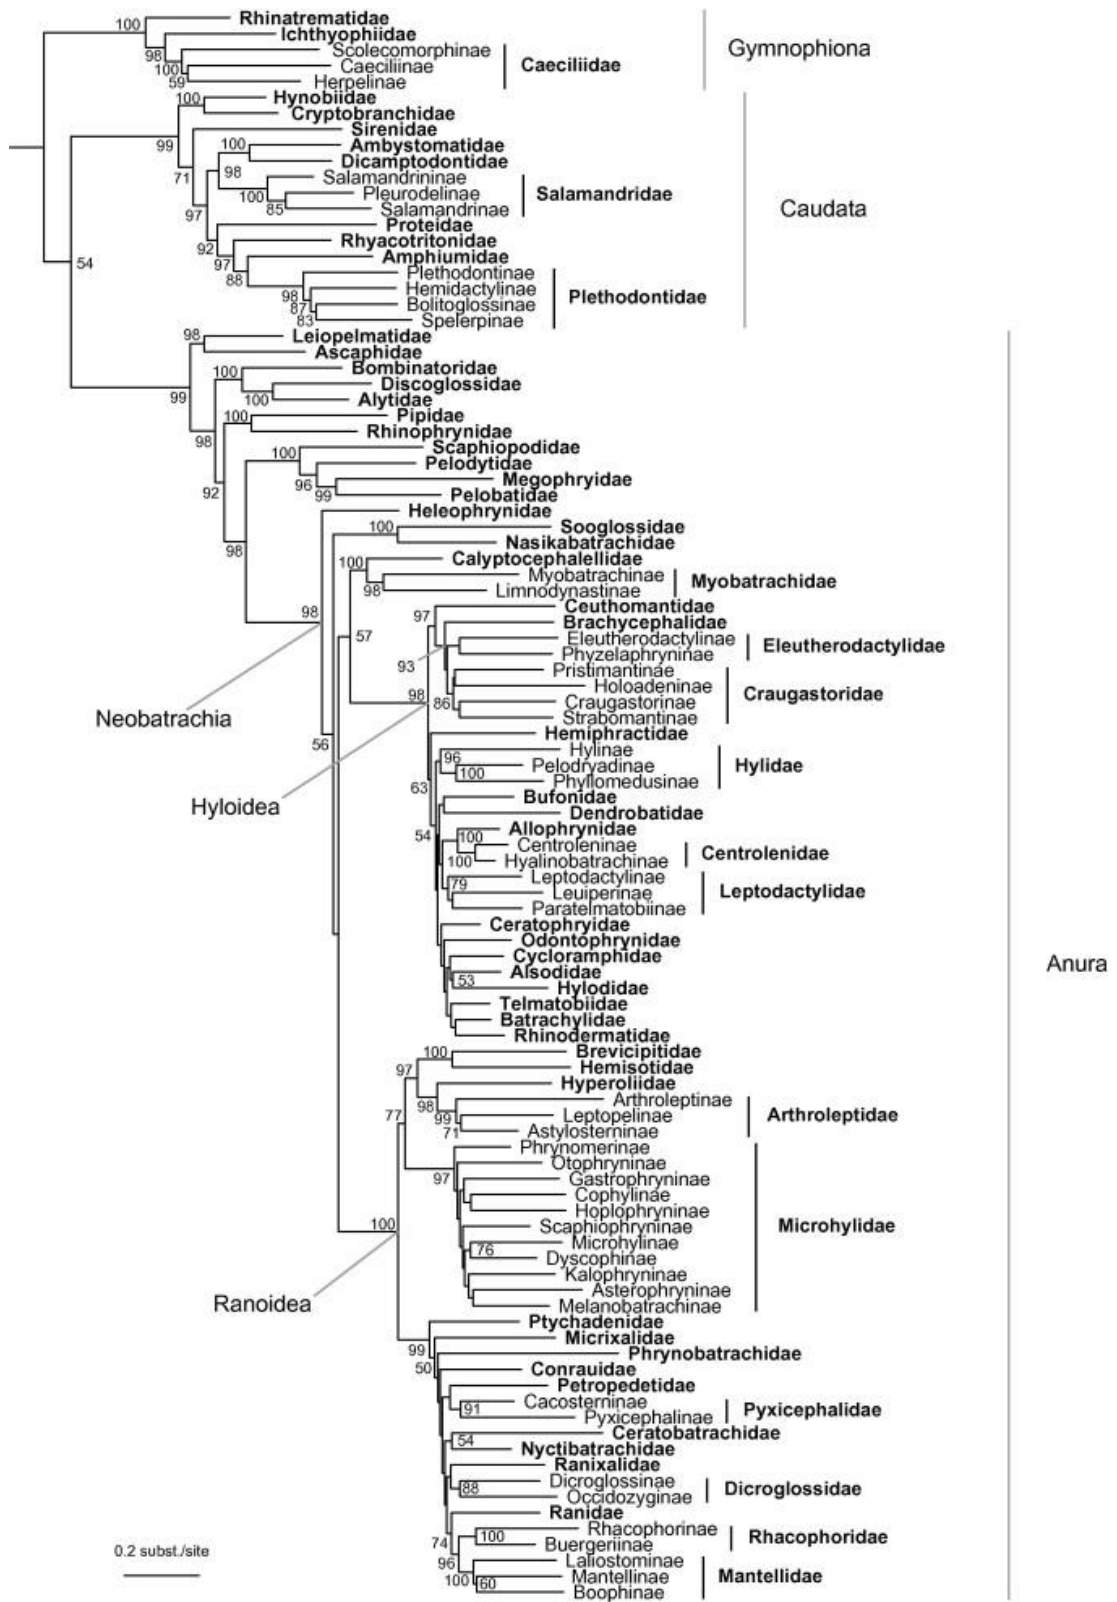 100
Rhinatrematidae
Ichthyophiidae
98
Scolecomorphinae
100
Caeciliinae
Caeciliidae
59
Herpelinae
Gymnophiona
100
Hynobiidae
Cryptobranchidae
99
Sirenidae
100
Ambystomatidae
71
98
Dicamptodontidae
Salamandrininae
100
Pleurodelinae
Salamandridae
97
85
Salamandrinae
Caudata
Proteidae
92
Rhyacotritonidae
54
97
Amphiumidae
88
Plethodontinae
98
Hemidactylinae
Plethodontidae
87
Bolitoglossinae
83
Spelerpinae
98
Leiopelmatidae
Ascaphidae
100
Bombinatoridae
99
Discoglossidae
100
Alytidae
100
Pipidae
98
Rhinophrynidae
100
Scaphiopodidae
Pelodytidae
96
Megophryidae
92
99
Pelobatidae
Heleophrynidae
100
Sooglossidae
98
Nasikabatrachidae
100
Calyptocephalellidae
Myobatrachinae
Myobatrachidae
98
Limnodynastinae
98
97
Ceuthomantidae
57
Brachycephalidae
Eleutherodactylinae
Eleutherodactylidae
93
Phyzelaphryninae
Pristimantinae
98
Holoadeninae
Craugastoridae
86
Craugastorinae
Neobatrachia
Strabomantinae
56
Hemiphractidae
96
Hylinae
100
Pelodryadinae
Hylidae
63
Phyllomedusinae
Hyloidea
Bufonidae
Dendrobatidae
54
Allophrynidae
100
Centroleninae
Centrolenidae
100
Hyalinobatrachinae
Leptodactylinae
79
Leiuperinae
Leptodactylidae
Paratelmatobiinae
Ceratophryidae
Odontophrynidae
Cycloramphidae
Anura
Alsodidae
53
Hylodidae
Telmatobiidae
Batrachylidae
Rhinodermatidae
100
Brevicipitidae
97
Hemisotidae
Hyperoliidae
98
Arthroleptinae
77
99
Leptopelinae
Arthroleptidae
71
Astylosterninae
Phrynomerinae
97
Otophryninae
Gastrophryninae
Cophylinae
Hoplophryninae
100
Scaphiophryninae
Microhylidae
76
Microhylinae
Dyscophinae
Kalophryninae
Asterophryninae
Ranoidea
Melanobatrachinae
Ptychadenidae
99
Micrixalidae
50
Phrynobatrachidae
Conrauidae
Petropedetidae
Cacosterninae
91
Pyxicephalinae
Pyxicephalidae
Ceratobatrachidae
54
Nyctibatrachidae
Ranixalidae
Dicroglossinae
Dicroglossidae
88
Occidozyginae
Ranidae
74
100
Rhacophorinae
Rhacophoridae
Buergeriinae
96
Laliostominae
100
60
Mantellinae
Mantellidae
Boophinae
0.2 subst./site